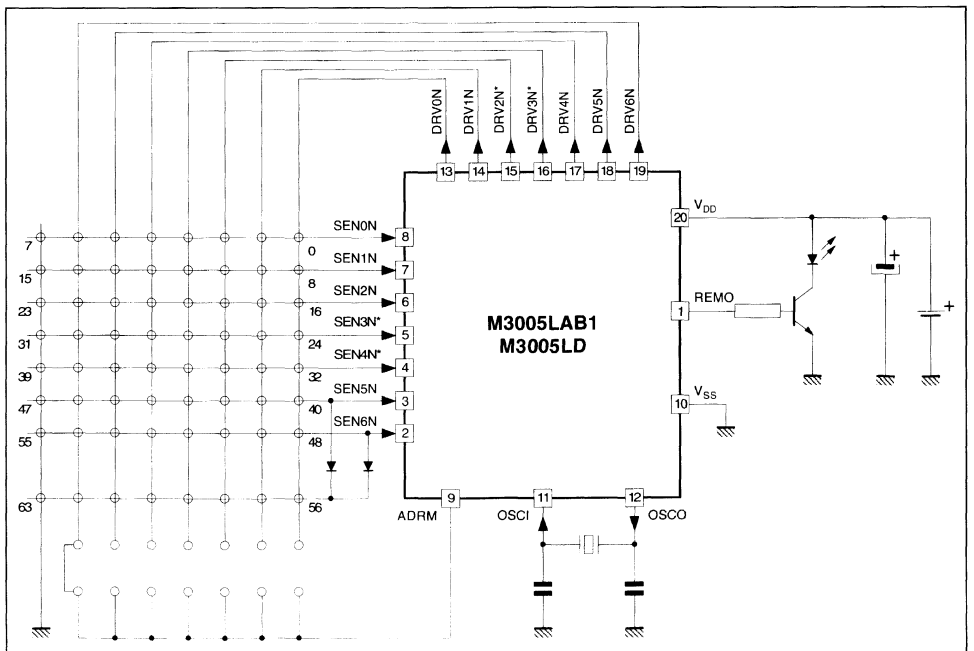 DRV0N
DRV1N
DRV2N*
DRV3N*
DRV4N
DRV5N
DRV6N
13 14 15 16 17 18 19
7 0 SEN0N 8
15 8 SEN1N 7
23 16 SEN2N 6
31 24 SEN3N* 5
39 32 SEN4N* 4
47 40 SEN5N 3
55 48 SEN6N 2
63 56
M3005LAB1
M3005LD
20 VDD
+ +
1 REMO
10 VSS
9 11 12
ADRM OSCI OSCO